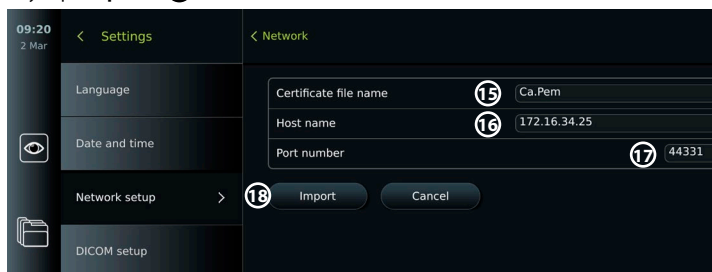 09:20
2 Mar
Settings
Network
Language
Date and time
Network setup
DICOM setup
Certificate file name 15 Ca.Pem
Host name 16 172.16.34.25
Port number 17 44331
18 Import Cancel